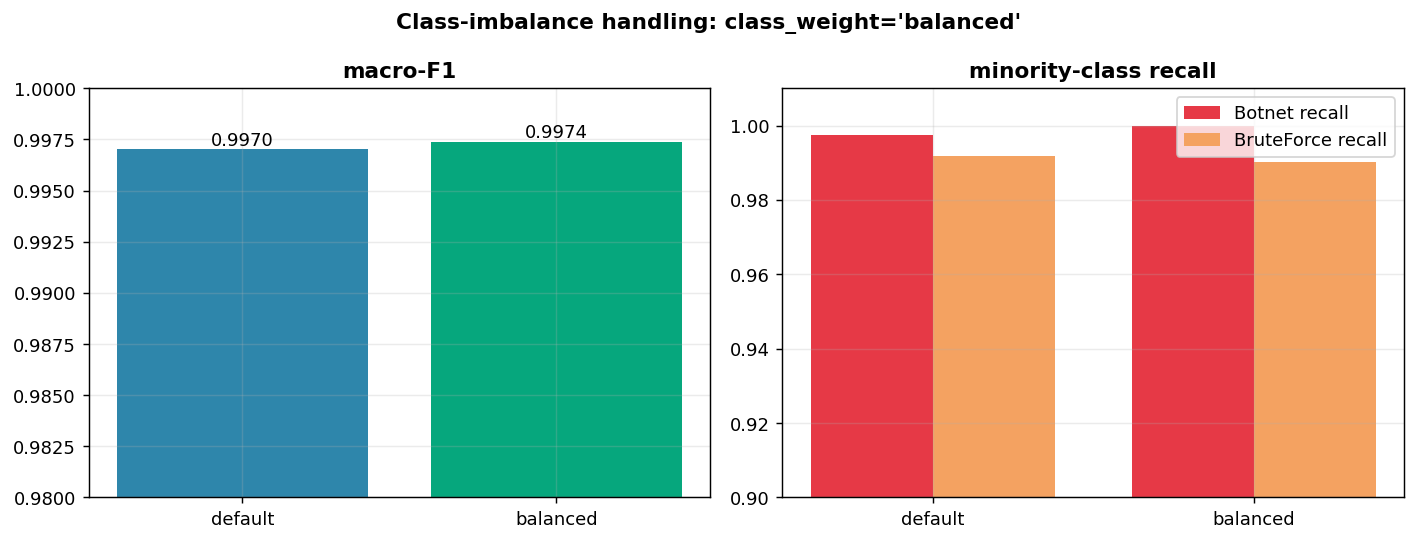 Class-imbalance handling: class_weight='balanced'
macro-F1
1.0000
0.9975
0.9950
0.9925
0.9900
0.9875
0.9850
0.9825
0.9800
0.9970
0.9974
default
balanced
minority-class recall
1.00
0.98
0.96
0.94
0.92
0.90
Botnet recall
BruteForce recall
default
balanced